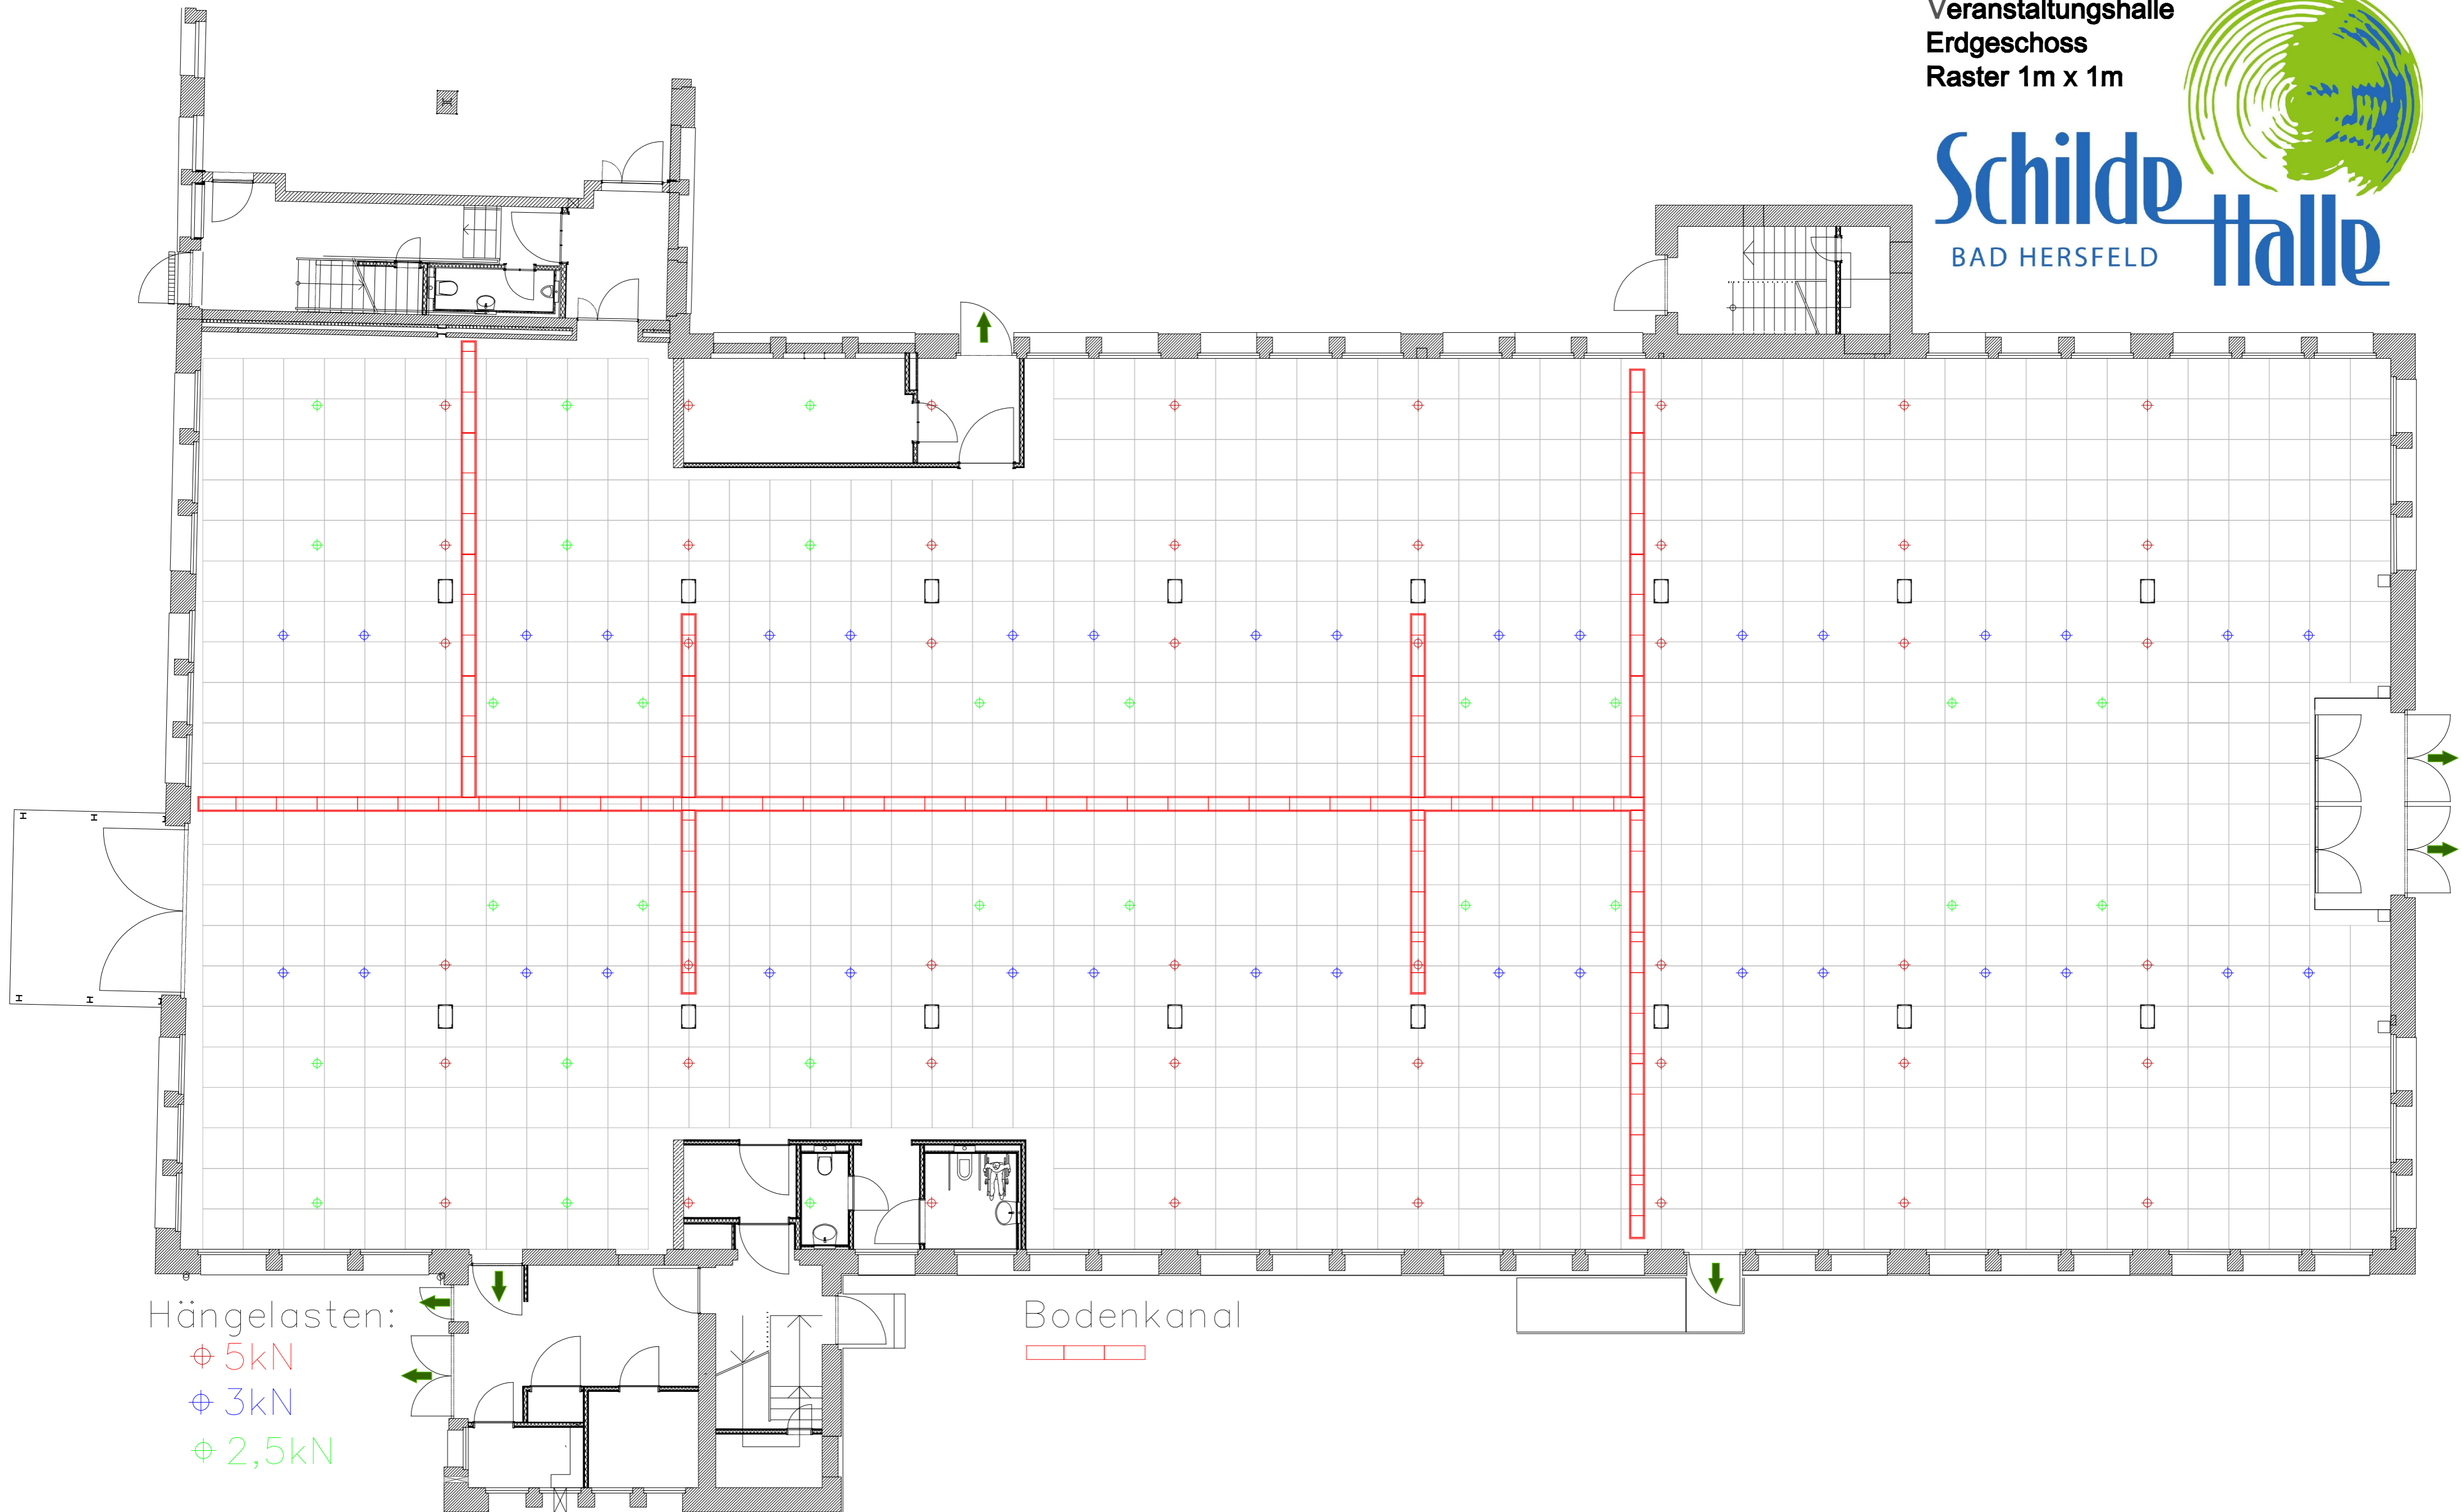 Veranstaltungshalle
Erdgeschoss
Raster 1m x 1m
Schilde
Halle
BAD HERSFELD
Hängelasten:
5kN
3kN
2,5kN
Bodenkanal